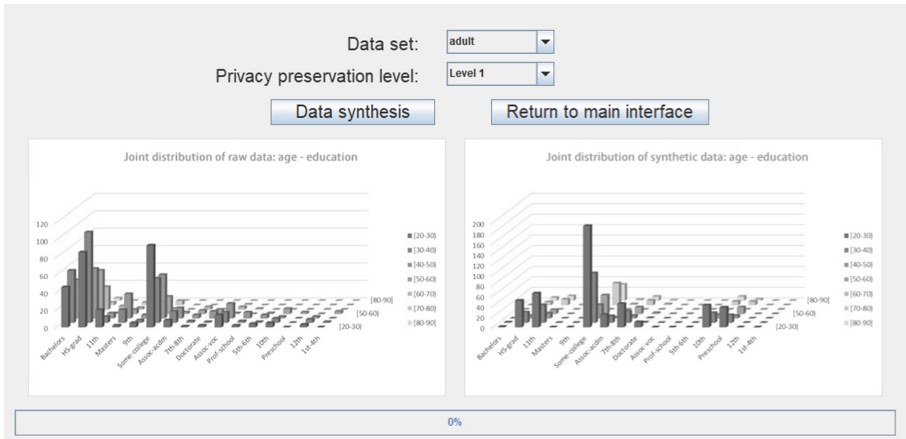 Data set: adult
Privacy preservation level: Level 1
Data synthesis Return to main interface
Joint distribution of raw data: age - education
120
100
80
60
40
20
0
Bachelors
HS-grad
11th
Masters
9th
Some-college
Assoc-acdm
7th-8th
Doctorate
Assoc-voc
Prof-school
5th-6th
10th
Preschool
12th
1st-4th
[80-90]
[50-60)
[20-30)
[20-30)
[30-40)
[40-50)
[50-60)
[60-70)
[70-80)
[80-90]
Joint distribution of synthetic data: age - education
200
180
160
140
120
100
80
60
40
20
0
Bachelors
HS-grad
11th
Masters
9th
Some-college
Assoc-acdm
7th-8th
Doctorate
Assoc-voc
Prof-school
5th-6th
10th
Preschool
12th
1st-4th
[80-90]
[50-60)
[20-30)
[20-30)
[30-40)
[40-50)
[50-60)
[60-70)
[70-80)
[80-90]
0%